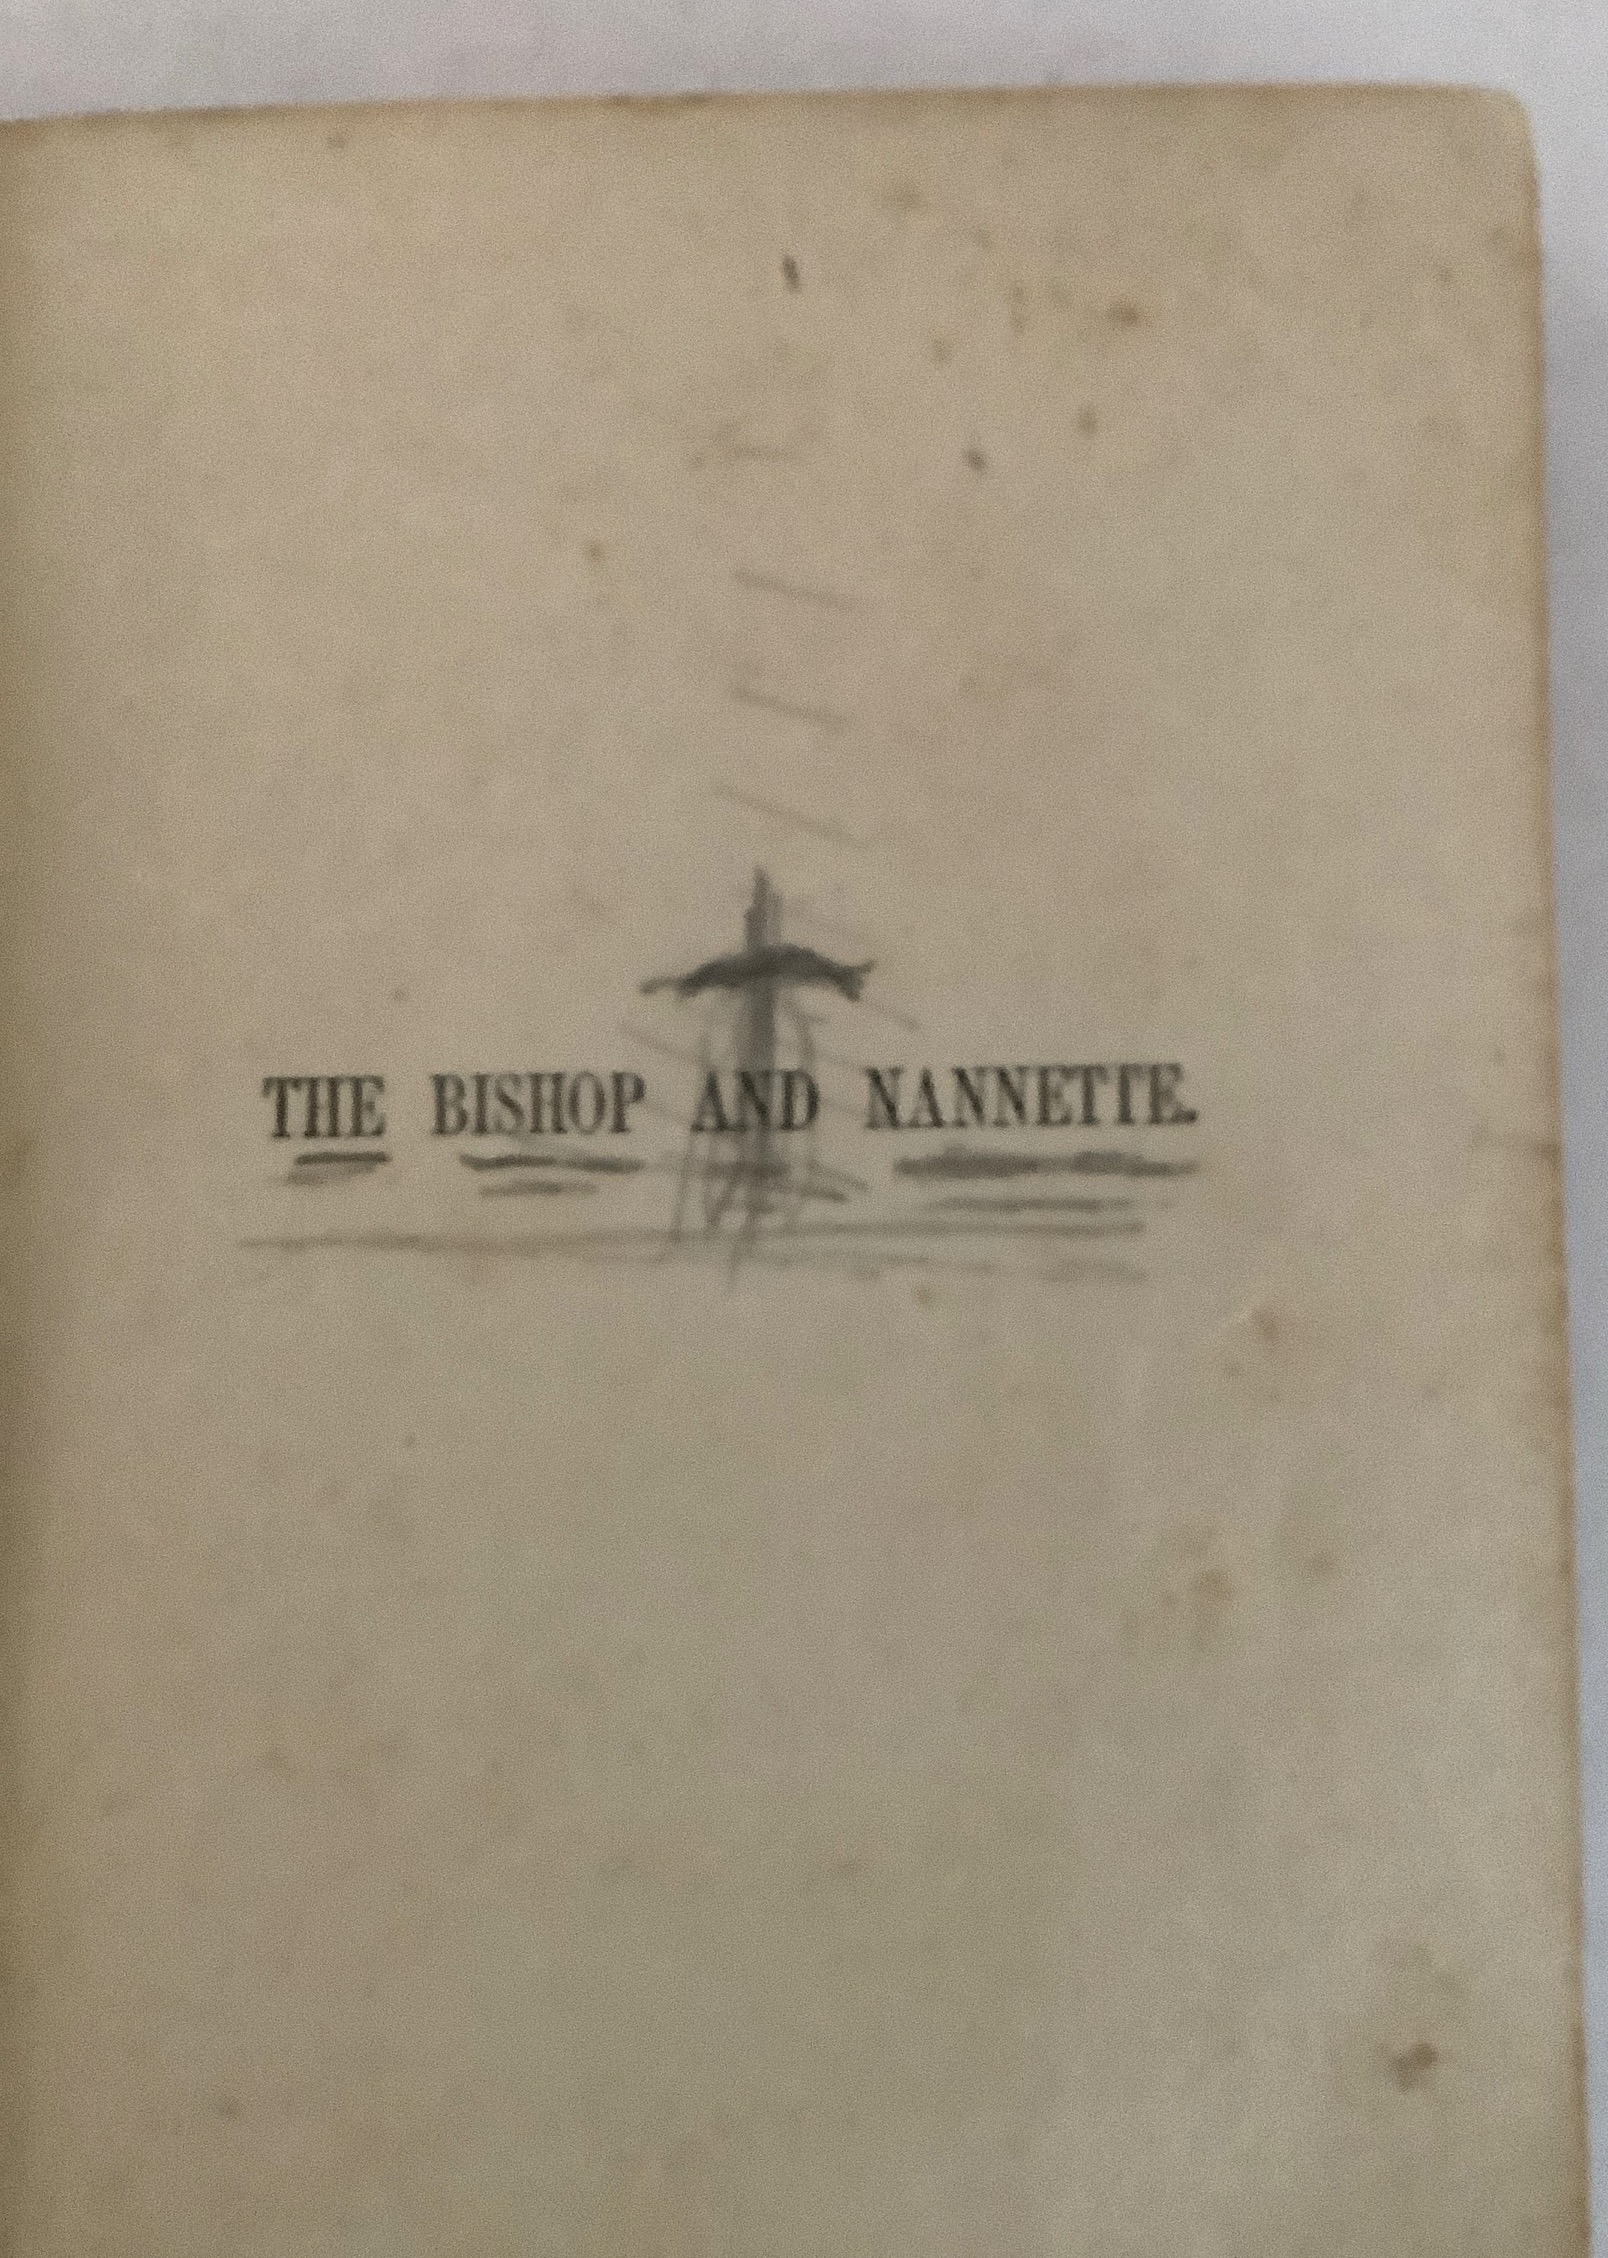 THE BISHOP AND NANNETTE.